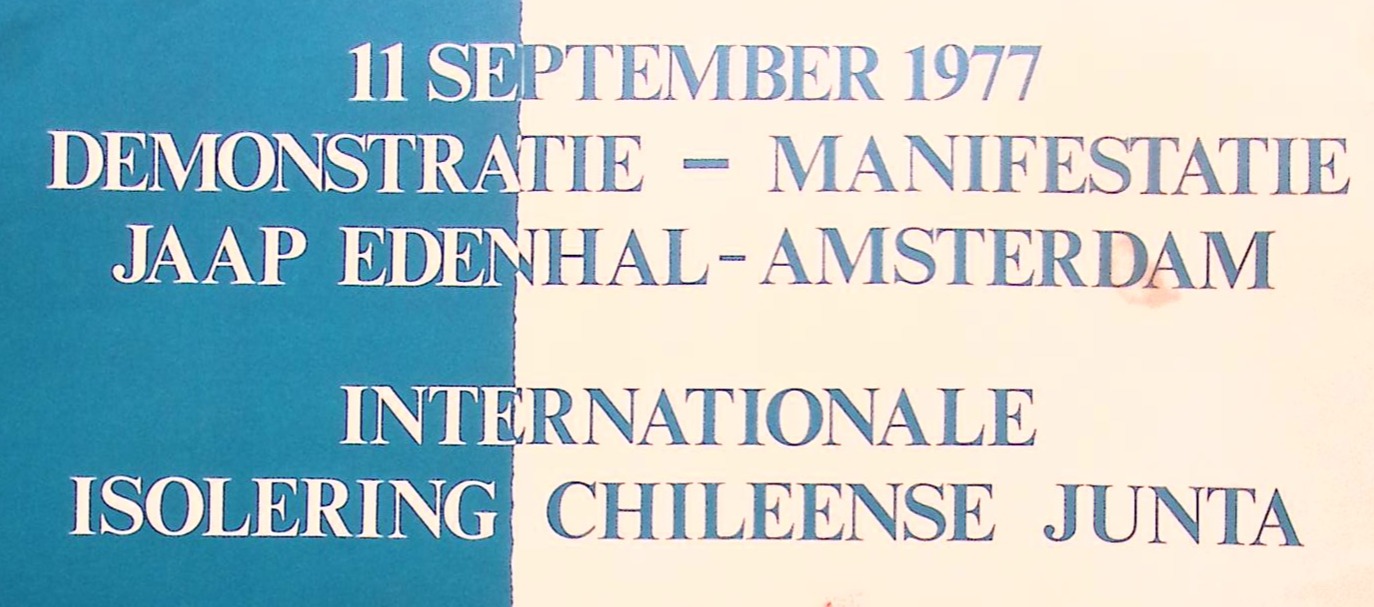 11 SEPTEMBER 1977
DEMONSTRATIE – MANIFESTATIE
JAAP EDENHAL-AMSTERDAM
INTERNATIONALE
ISOLERING CHILEENSE JUNTA